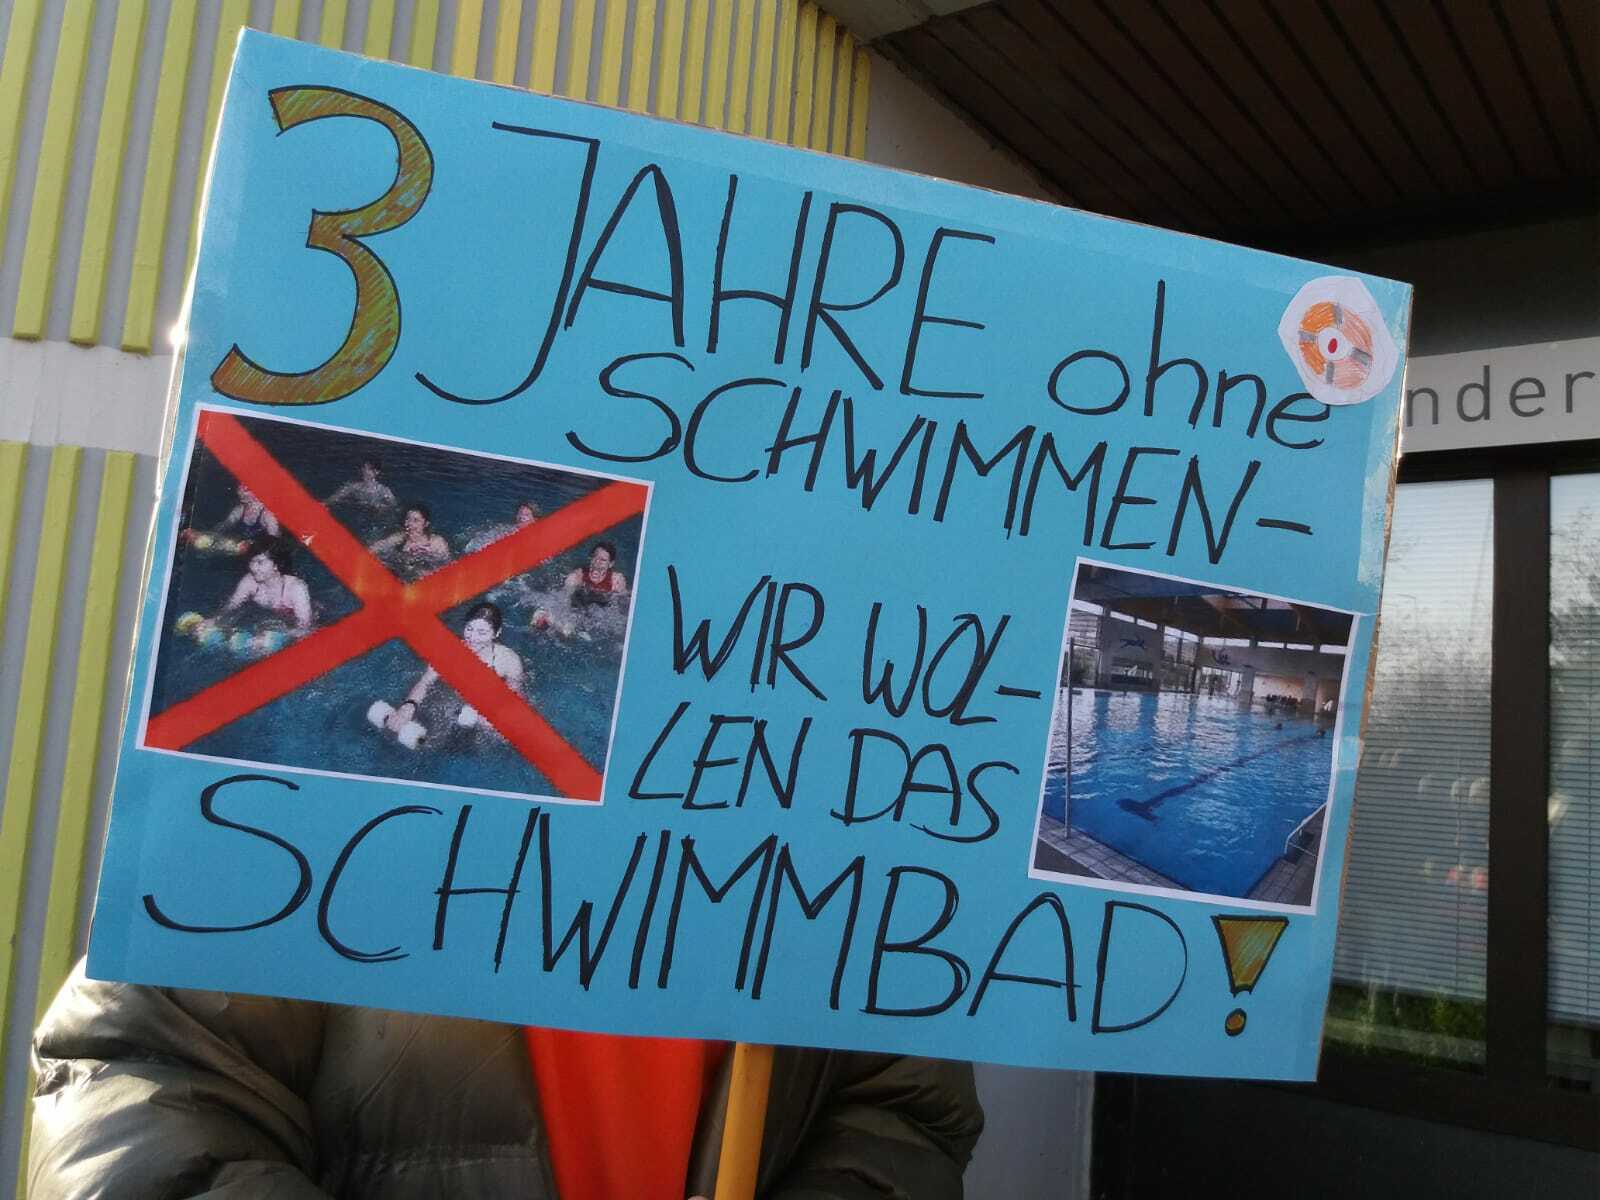 3 JAHRE ohne
SCHWIMMEN-
WIR WOL-
LEN DAS
SCHWIMMBAD!
nder